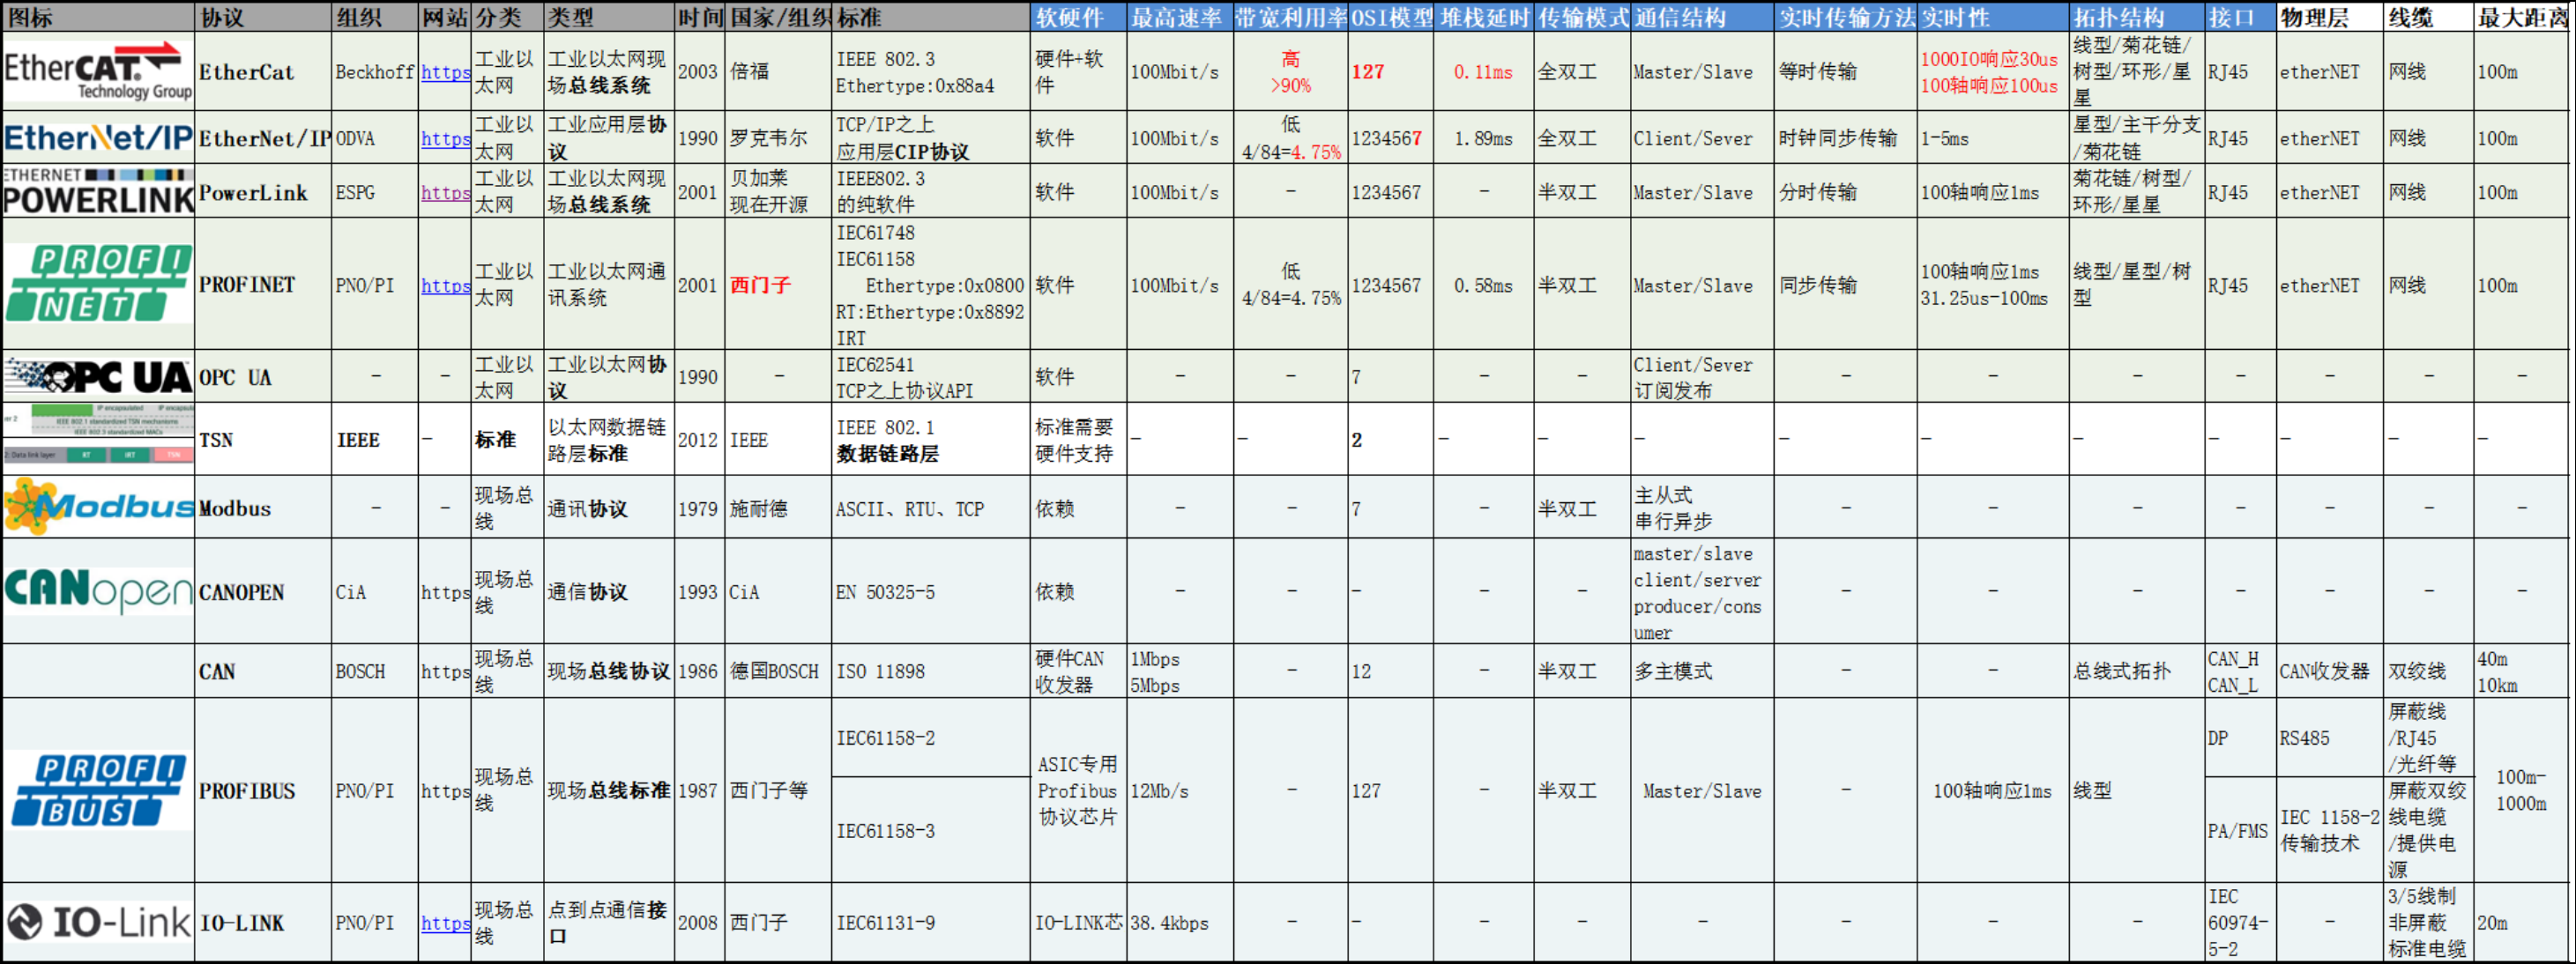 图标 协议 组织 网站 分类 类型 时间 国家/组织 标准 软硬件 最高速率 带宽利用率 OSI模型 堆栈延时 传输模式 通信结构 实时传输方法 实时性 拓扑结构 接口 物理层 线缆 最大距离
EtherCAT.
Technology Group
EtherCat
Beckhoff
https
工业以
太网
工业以太网现
场总线系统
2003
倍福
IEEE 802.3
Ethertype:0x88a4
硬件+软
件
100Mbit/s
高
>90%
127
0.11ms
全双工
Master/Slave
等时传输
1000IO响应30us
100轴响应100us
线型/菊花链/
树型/环形/星
星
RJ45
etherNET
网线
100m
EtherNet/IP
EtherNet/IP
ODVA
https
工业以
太网
工业应用层协
议
1990
罗克韦尔
TCP/IP之上
应用层CIP协议
软件
100Mbit/s
低
4/84=4.75%
1234567
1.89ms
全双工
Client/Sever
时钟同步传输
1-5ms
星型/主干分支
/菊花链
RJ45
etherNET
网线
100m
ETHERNET
POWERLINK
PowerLink
ESPG
https
工业以
太网
工业以太网现
场总线系统
2001
贝加莱
现在开源
IEEE802.3
的纯软件
软件
100Mbit/s
-
1234567
-
半双工
Master/Slave
分时传输
100轴响应1ms
菊花链/树型/
环形/星星
RJ45
etherNET
网线
100m
PROFI
NET
PROFINET
PNO/PI
https
工业以
太网
工业以太网通
讯系统
2001
西门子
IEC61748
IEC61158
Ethertype:0x0800
RT:Ethertype:0x8892
IRT
软件
100Mbit/s
低
4/84=4.75%
1234567
0.58ms
半双工
Master/Slave
同步传输
100轴响应1ms
31.25us-100ms
线型/星型/树
型
RJ45
etherNET
网线
100m
OPC UA
OPC UA
-
-
工业以
太网
工业以太网协
议
1990
-
IEC62541
TCP之上协议API
软件
-
-
7
-
-
Client/Sever
订阅发布
-
-
-
-
-
-
-
IP encapsulated
IEEE 802.1 standardized TSN mechanisms
IEEE 802.3 standardized MACs
2: Data link layer
RT
IRT
TSN
TSN
IEEE
-
标准
以太网数据链
路层标准
2012
IEEE
IEEE 802.1
数据链路层
标准需要
硬件支持
-
-
2
-
-
-
-
-
-
-
-
-
-
Modbus
Modbus
-
-
现场总
线
通讯协议
1979
施耐德
ASCII、RTU、TCP
依赖
-
-
7
-
半双工
主从式
串行异步
-
-
-
-
-
-
-
CANopen
CANOPEN
CiA
https
现场总
线
通信协议
1993
CiA
EN 50325-5
依赖
-
-
-
-
-
master/slave
client/server
producer/cons
umer
-
-
-
-
-
-
-
CAN
BOSCH
https
现场总
线
现场总线协议
1986
德国BOSCH
ISO 11898
硬件CAN
收发器
1Mbps
5Mbps
-
12
-
半双工
多主模式
-
-
总线式拓扑
CAN_H
CAN_L
CAN收发器
双绞线
40m
10km
PROFI
BUS
PROFIBUS
PNO/PI
https
现场总
线
现场总线标准
1987
西门子等
IEC61158-2
IEC61158-3
ASIC专用
Profibus
协议芯片
12Mb/s
-
127
-
半双工
Master/Slave
-
100轴响应1ms
线型
DP
RS485
屏蔽线
/RJ45
/光纤等
PA/FMS
IEC 1158-2
传输技术
屏蔽双绞
线电缆
/提供电
源
100m-
1000m
IO-Link
IO-LINK
PNO/PI
https
现场总
线
点到点通信接
口
2008
西门子
IEC61131-9
IO-LINK芯
38.4kbps
-
-
-
-
-
-
-
-
IEC
60974-
5-2
-
3/5线制
非屏蔽
标准电缆
20m